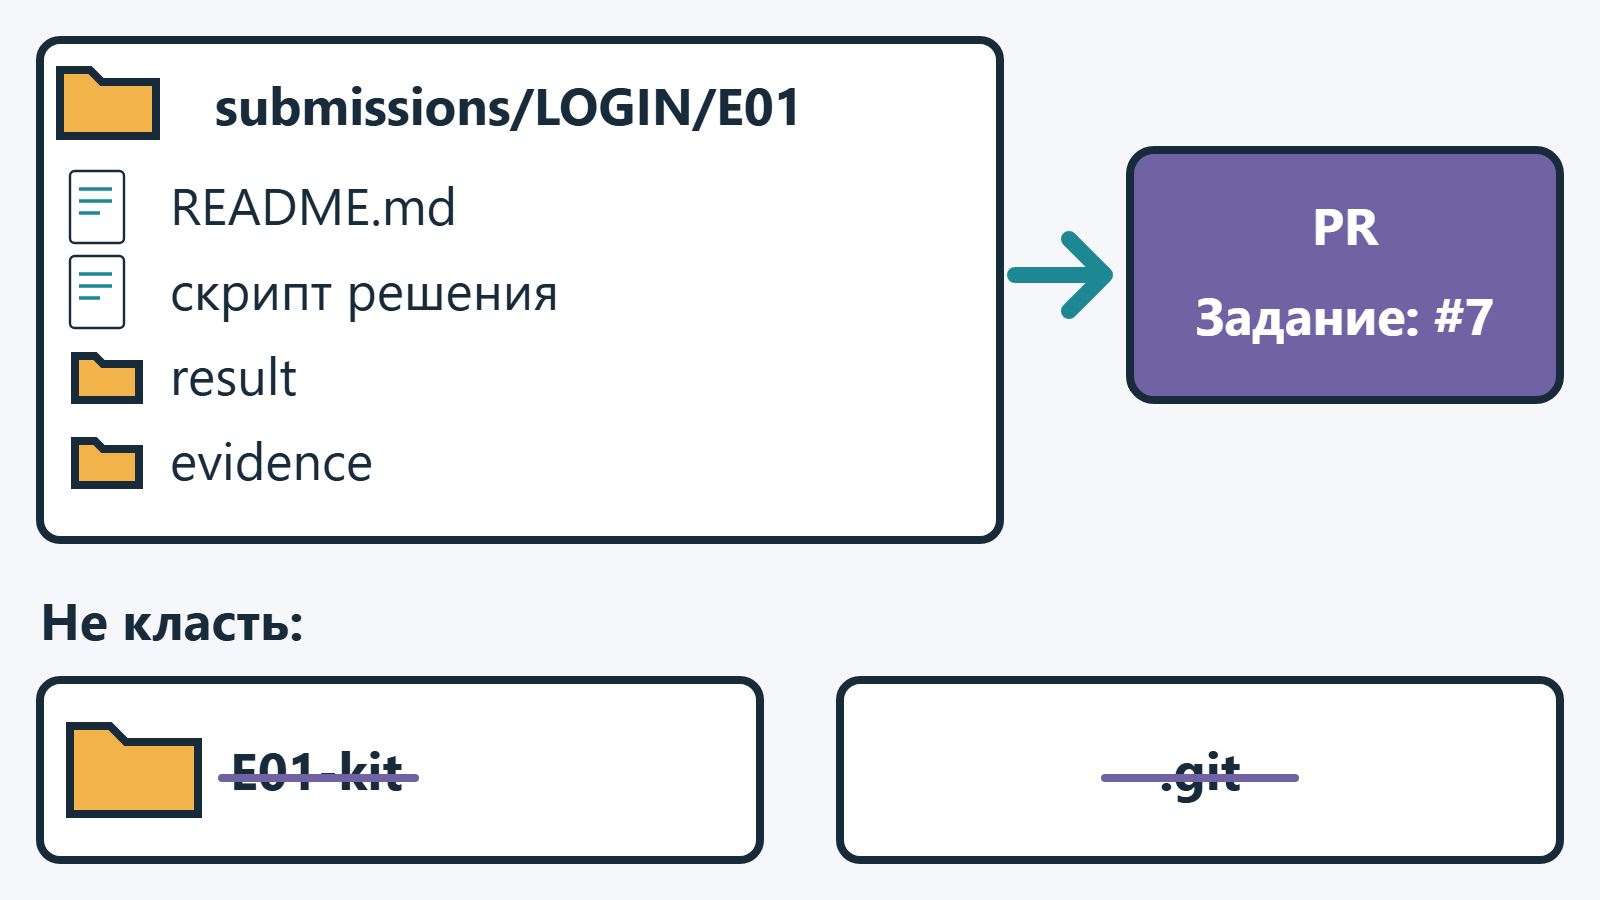 submissions/LOGIN/E01
README.md
скрипт решения
result
evidence
PR
Задание: #7
Не класть:
E01-kit
.git